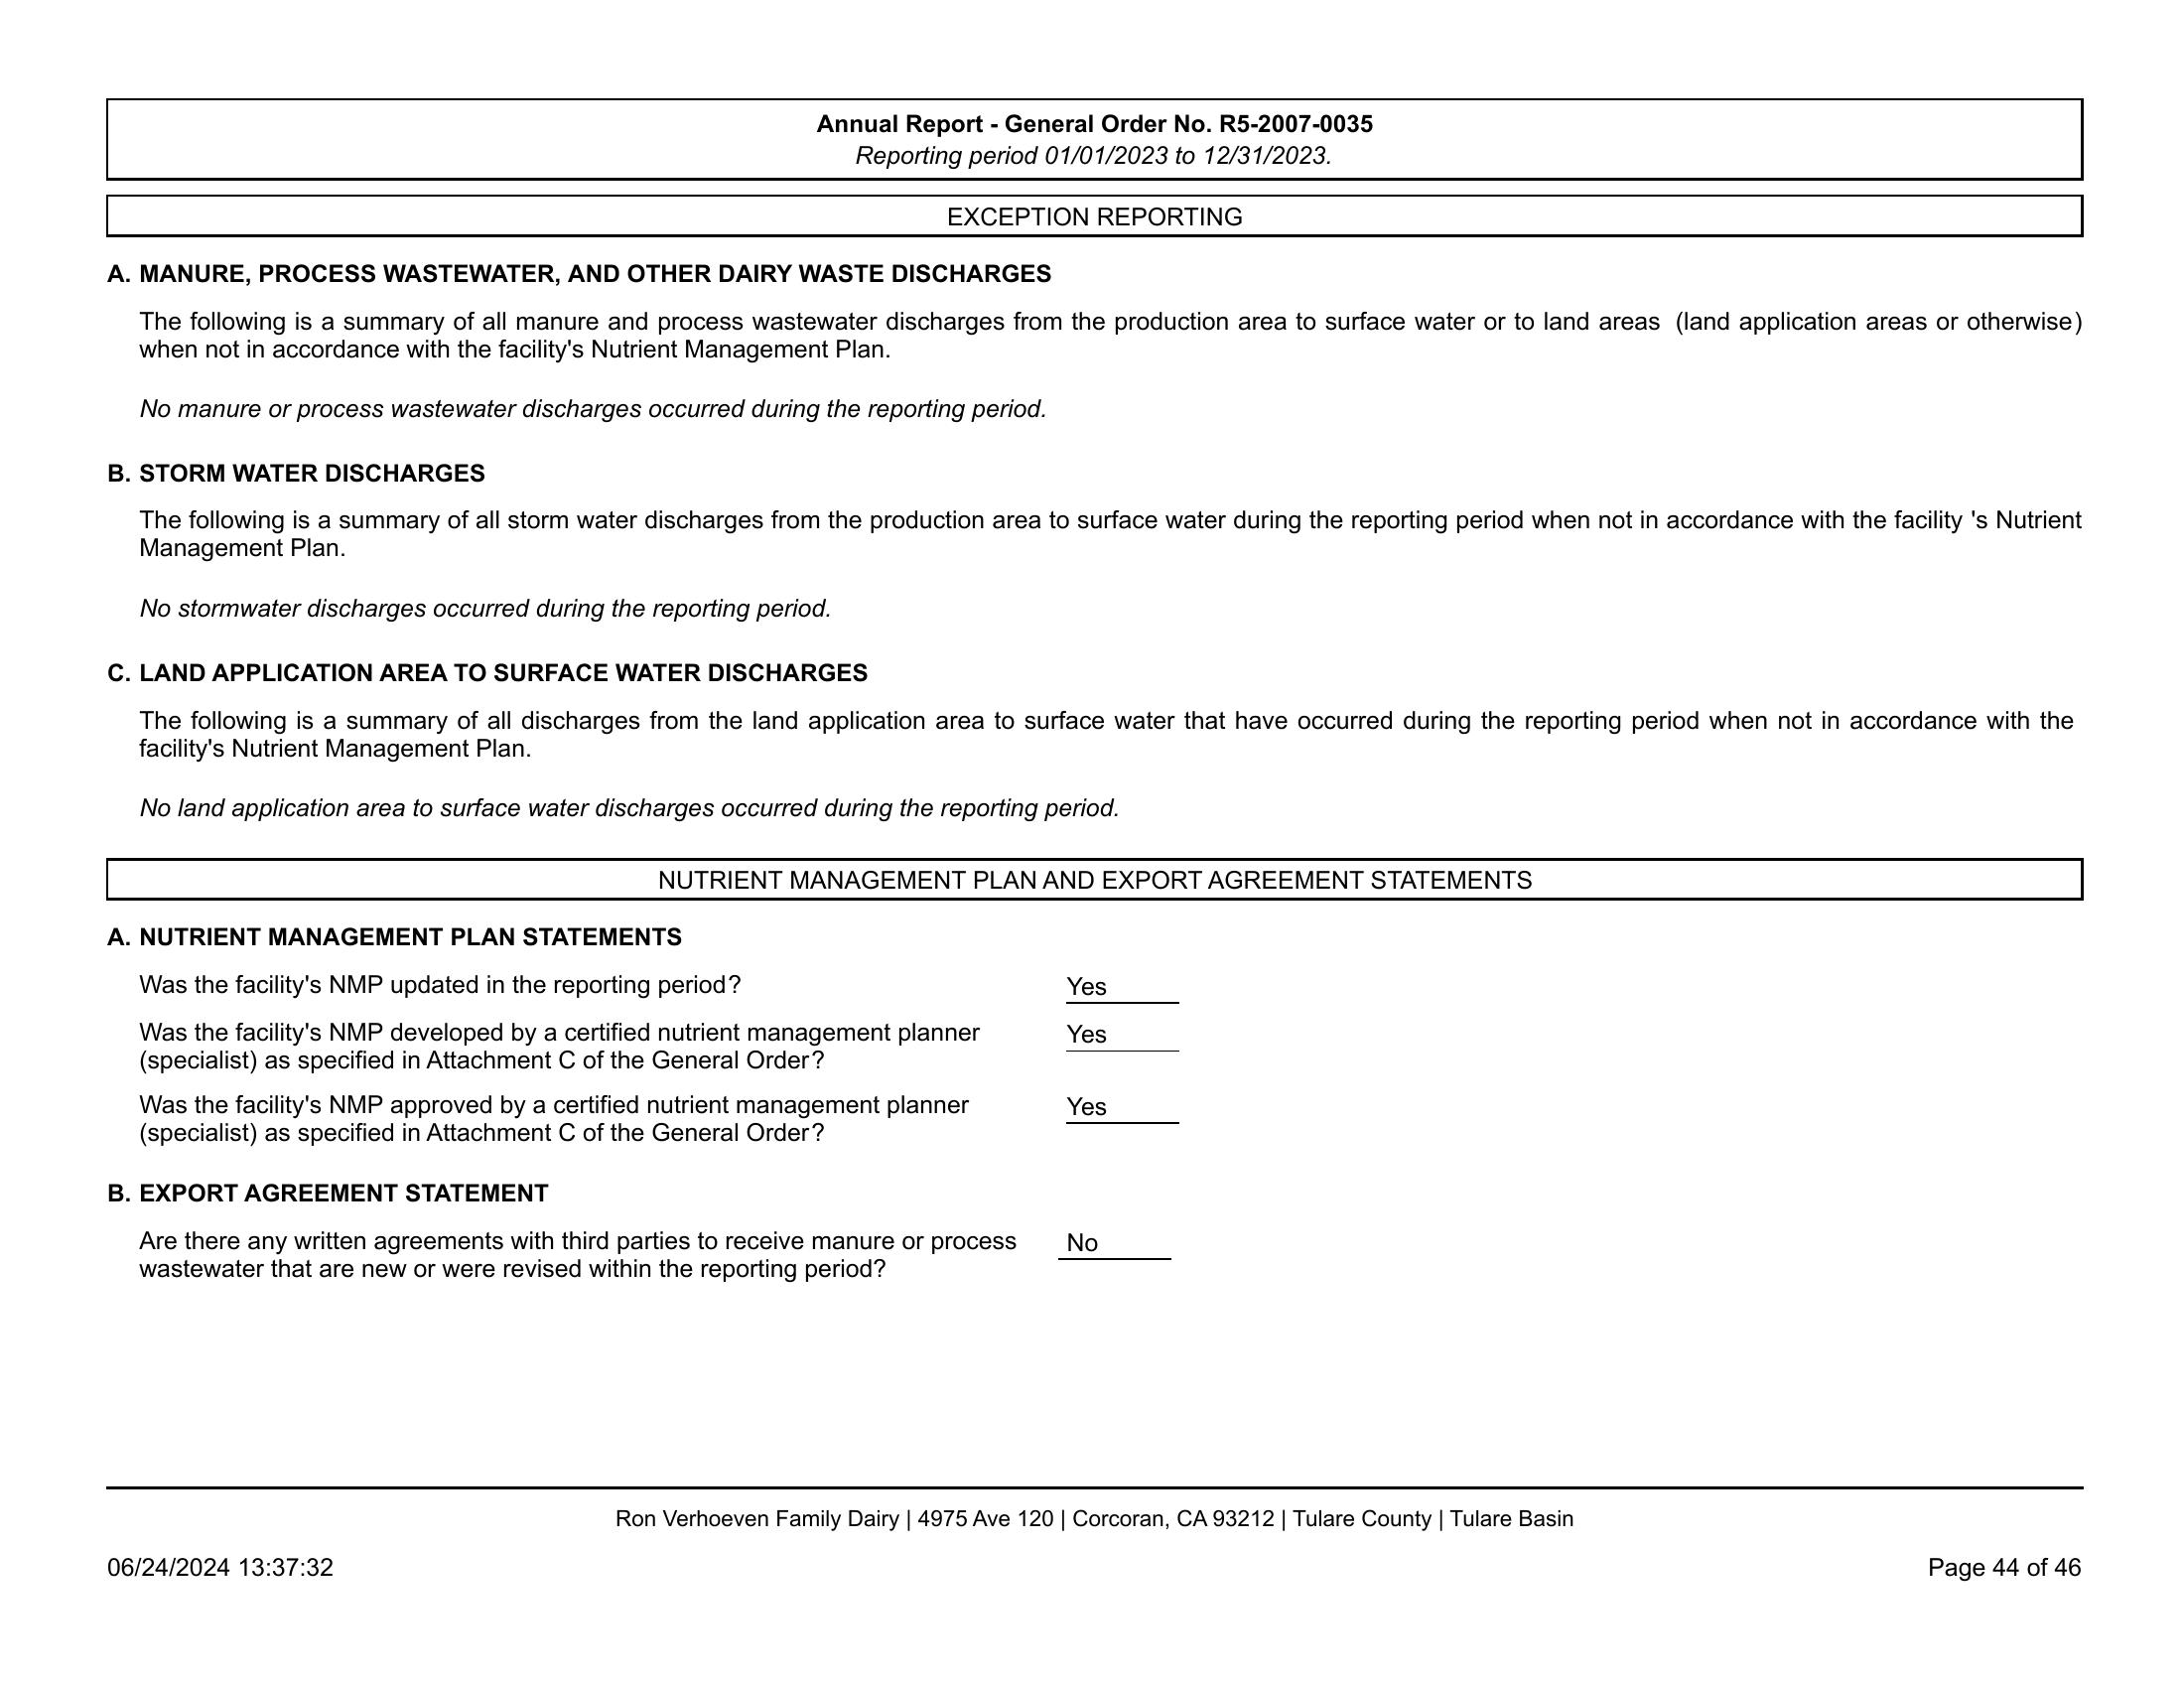 Annual Report - General Order No. R5-2007-0035
Reporting period 01/01/2023 to 12/31/2023.
EXCEPTION REPORTING
A. MANURE, PROCESS WASTEWATER, AND OTHER DAIRY WASTE DISCHARGES
The following is a summary of all manure and process wastewater discharges from the production area to surface water or to land areas (land application areas or otherwise)
when not in accordance with the facility's Nutrient Management Plan.
No manure or process wastewater discharges occurred during the reporting period.
B. STORM WATER DISCHARGES
The following is a summary of all storm water discharges from the production area to surface water during the reporting period when not in accordance with the facility 's Nutrient
Management Plan.
No stormwater discharges occurred during the reporting period.
C. LAND APPLICATION AREA TO SURFACE WATER DISCHARGES
The following is a summary of all discharges from the land application area to surface water that have occurred during the reporting period when not in accordance with the
facility's Nutrient Management Plan.
No land application area to surface water discharges occurred during the reporting period.
NUTRIENT MANAGEMENT PLAN AND EXPORT AGREEMENT STATEMENTS
A. NUTRIENT MANAGEMENT PLAN STATEMENTS
Was the facility's NMP updated in the reporting period? Yes
Was the facility's NMP developed by a certified nutrient management planner Yes
(specialist) as specified in Attachment C of the General Order?
Was the facility's NMP approved by a certified nutrient management planner Yes
(specialist) as specified in Attachment C of the General Order?
B. EXPORT AGREEMENT STATEMENT
Are there any written agreements with third parties to receive manure or process No
wastewater that are new or were revised within the reporting period?
Ron Verhoeven Family Dairy | 4975 Ave 120 | Corcoran, CA 93212 | Tulare County | Tulare Basin
06/24/2024 13:37:32 Page 44 of 46